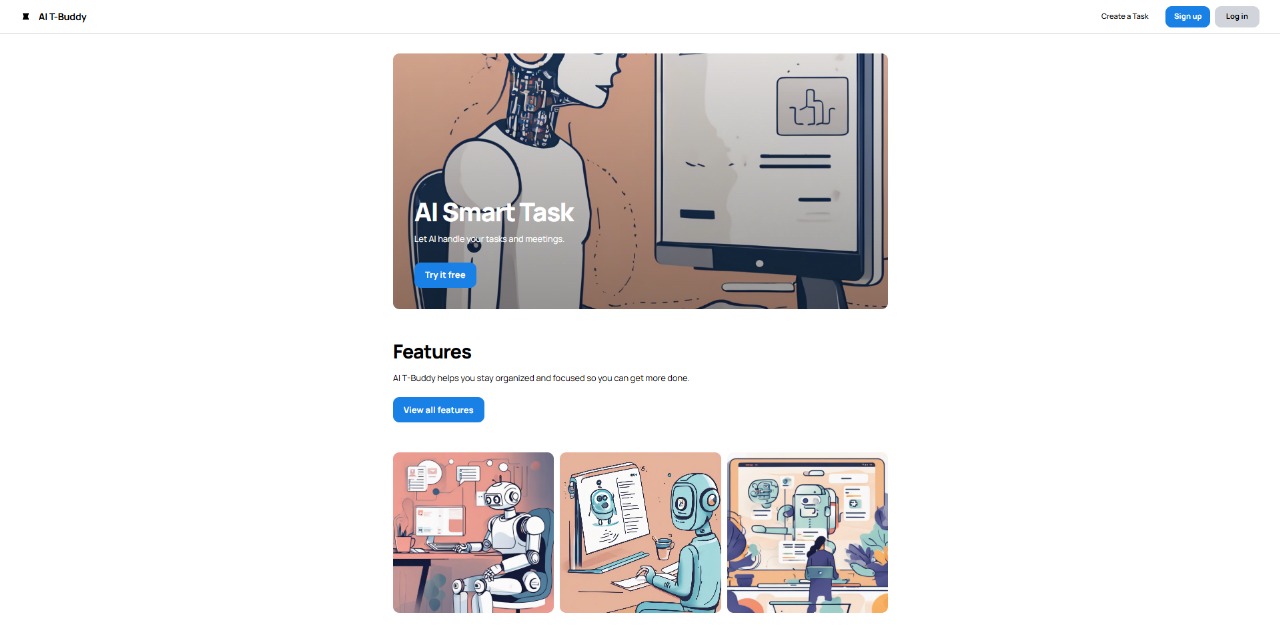 AI T-Buddy
Create a Task
Sign up
Log in
AI Smart Task
Let AI handle your tasks and meetings.
Try it free
Features
AI T-Buddy helps you stay organized and focused so you can get more done.
View all features